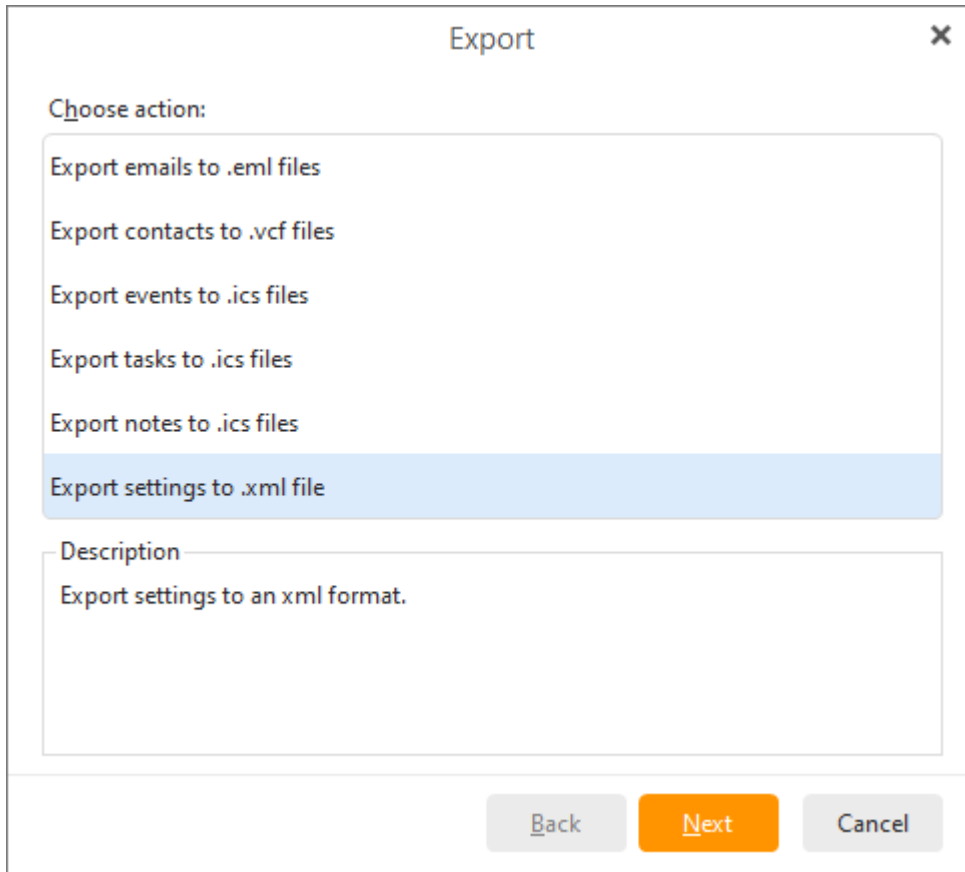 Export
Choose action:
Export emails to .eml files
Export contacts to .vcf files
Export events to .ics files
Export tasks to .ics files
Export notes to .ics files
Export settings to .xml file
Description
Export settings to an xml format.
Back Next Cancel